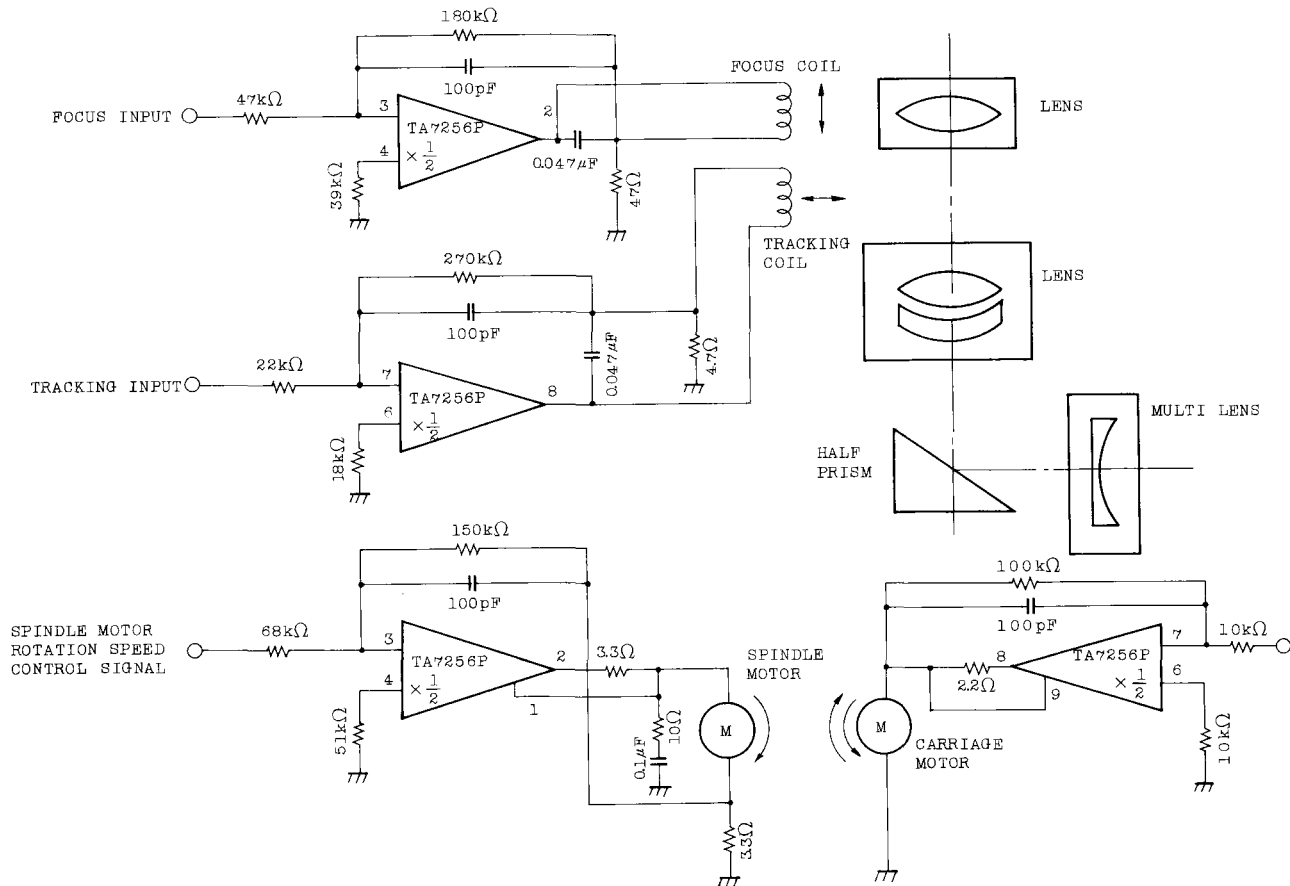 180kΩ
100pF
FOCUS INPUT
47kΩ
3
TA7256P
4
× 1/2
39kΩ
2
0.047μF
47Ω
FOCUS COIL
LENS
270kΩ
100pF
TRACKING INPUT
22kΩ
7
TA7256P
6
× 1/2
18kΩ
8
0.047μF
4.7Ω
TRACKING
COIL
LENS
HALF
PRISM
MULTI LENS
150kΩ
100pF
SPINDLE MOTOR
ROTATION SPEED
CONTROL SIGNAL
68kΩ
3
TA7256P
4
× 1/2
51kΩ
2
1
3.3Ω
10Ω
0.1μF
SPINDLE
MOTOR
M
3.3Ω
100kΩ
100pF
7
10kΩ
TA7256P
6
× 1/2
8
9
2.2Ω
10kΩ
M
CARRIAGE
MOTOR